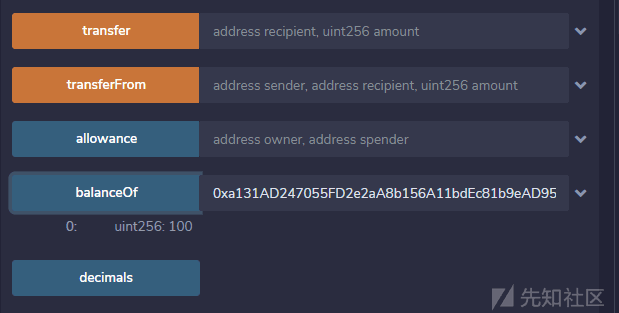 transfer address recipient, uint256 amount
transferFrom address sender, address recipient, uint256 amount
allowance address owner, address spender
balanceOf 0xa131AD247055FD2e2aA8b156A11bdEc81b9eAD95
0: uint256: 100
decimals
先知社区